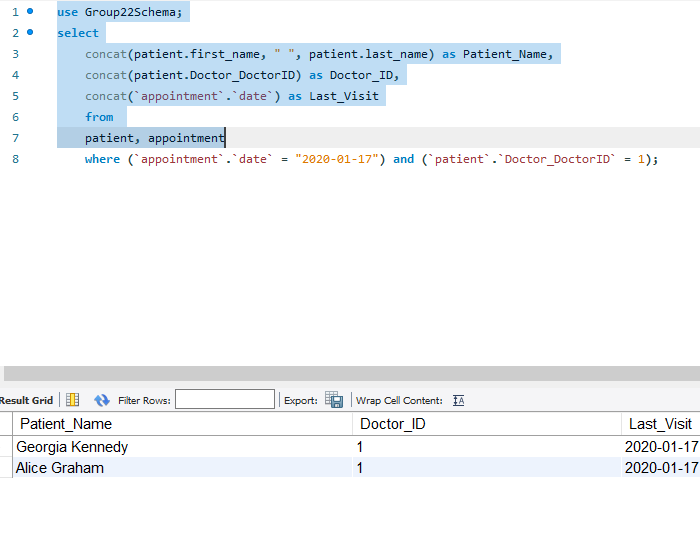 1 use Group22Schema;
2 select
3 concat(patient.first_name, " ", patient.last_name) as Patient_Name,
4 concat(patient.Doctor_DoctorID) as Doctor_ID,
5 concat(`appointment`.`date`) as Last_Visit
6 from
7 patient, appointment
8 where (`appointment`.`date` = "2020-01-17") and (`patient`.`Doctor_DoctorID` = 1);
Result Grid Filter Rows: Export: Wrap Cell Content: IA
Patient_Name Doctor_ID Last_Visit
Georgia Kennedy 1 2020-01-17
Alice Graham 1 2020-01-17